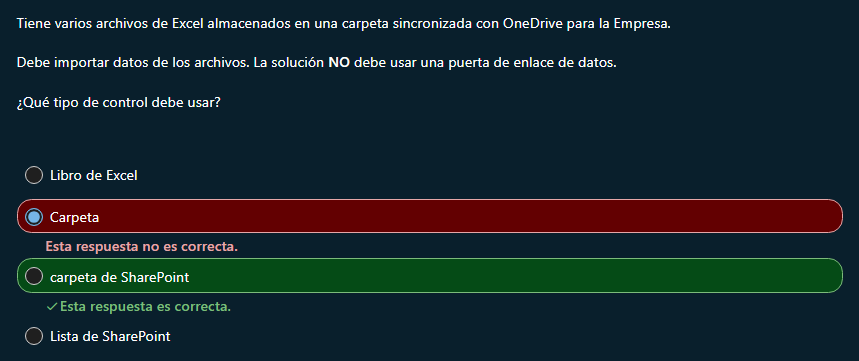 Tiene varios archivos de Excel almacenados en una carpeta sincronizada con OneDrive para la Empresa.
Debe importar datos de los archivos. La solución NO debe usar una puerta de enlace de datos.
¿Qué tipo de control debe usar?
Libro de Excel
Carpeta
Esta respuesta no es correcta.
carpeta de SharePoint
Esta respuesta es correcta.
Lista de SharePoint